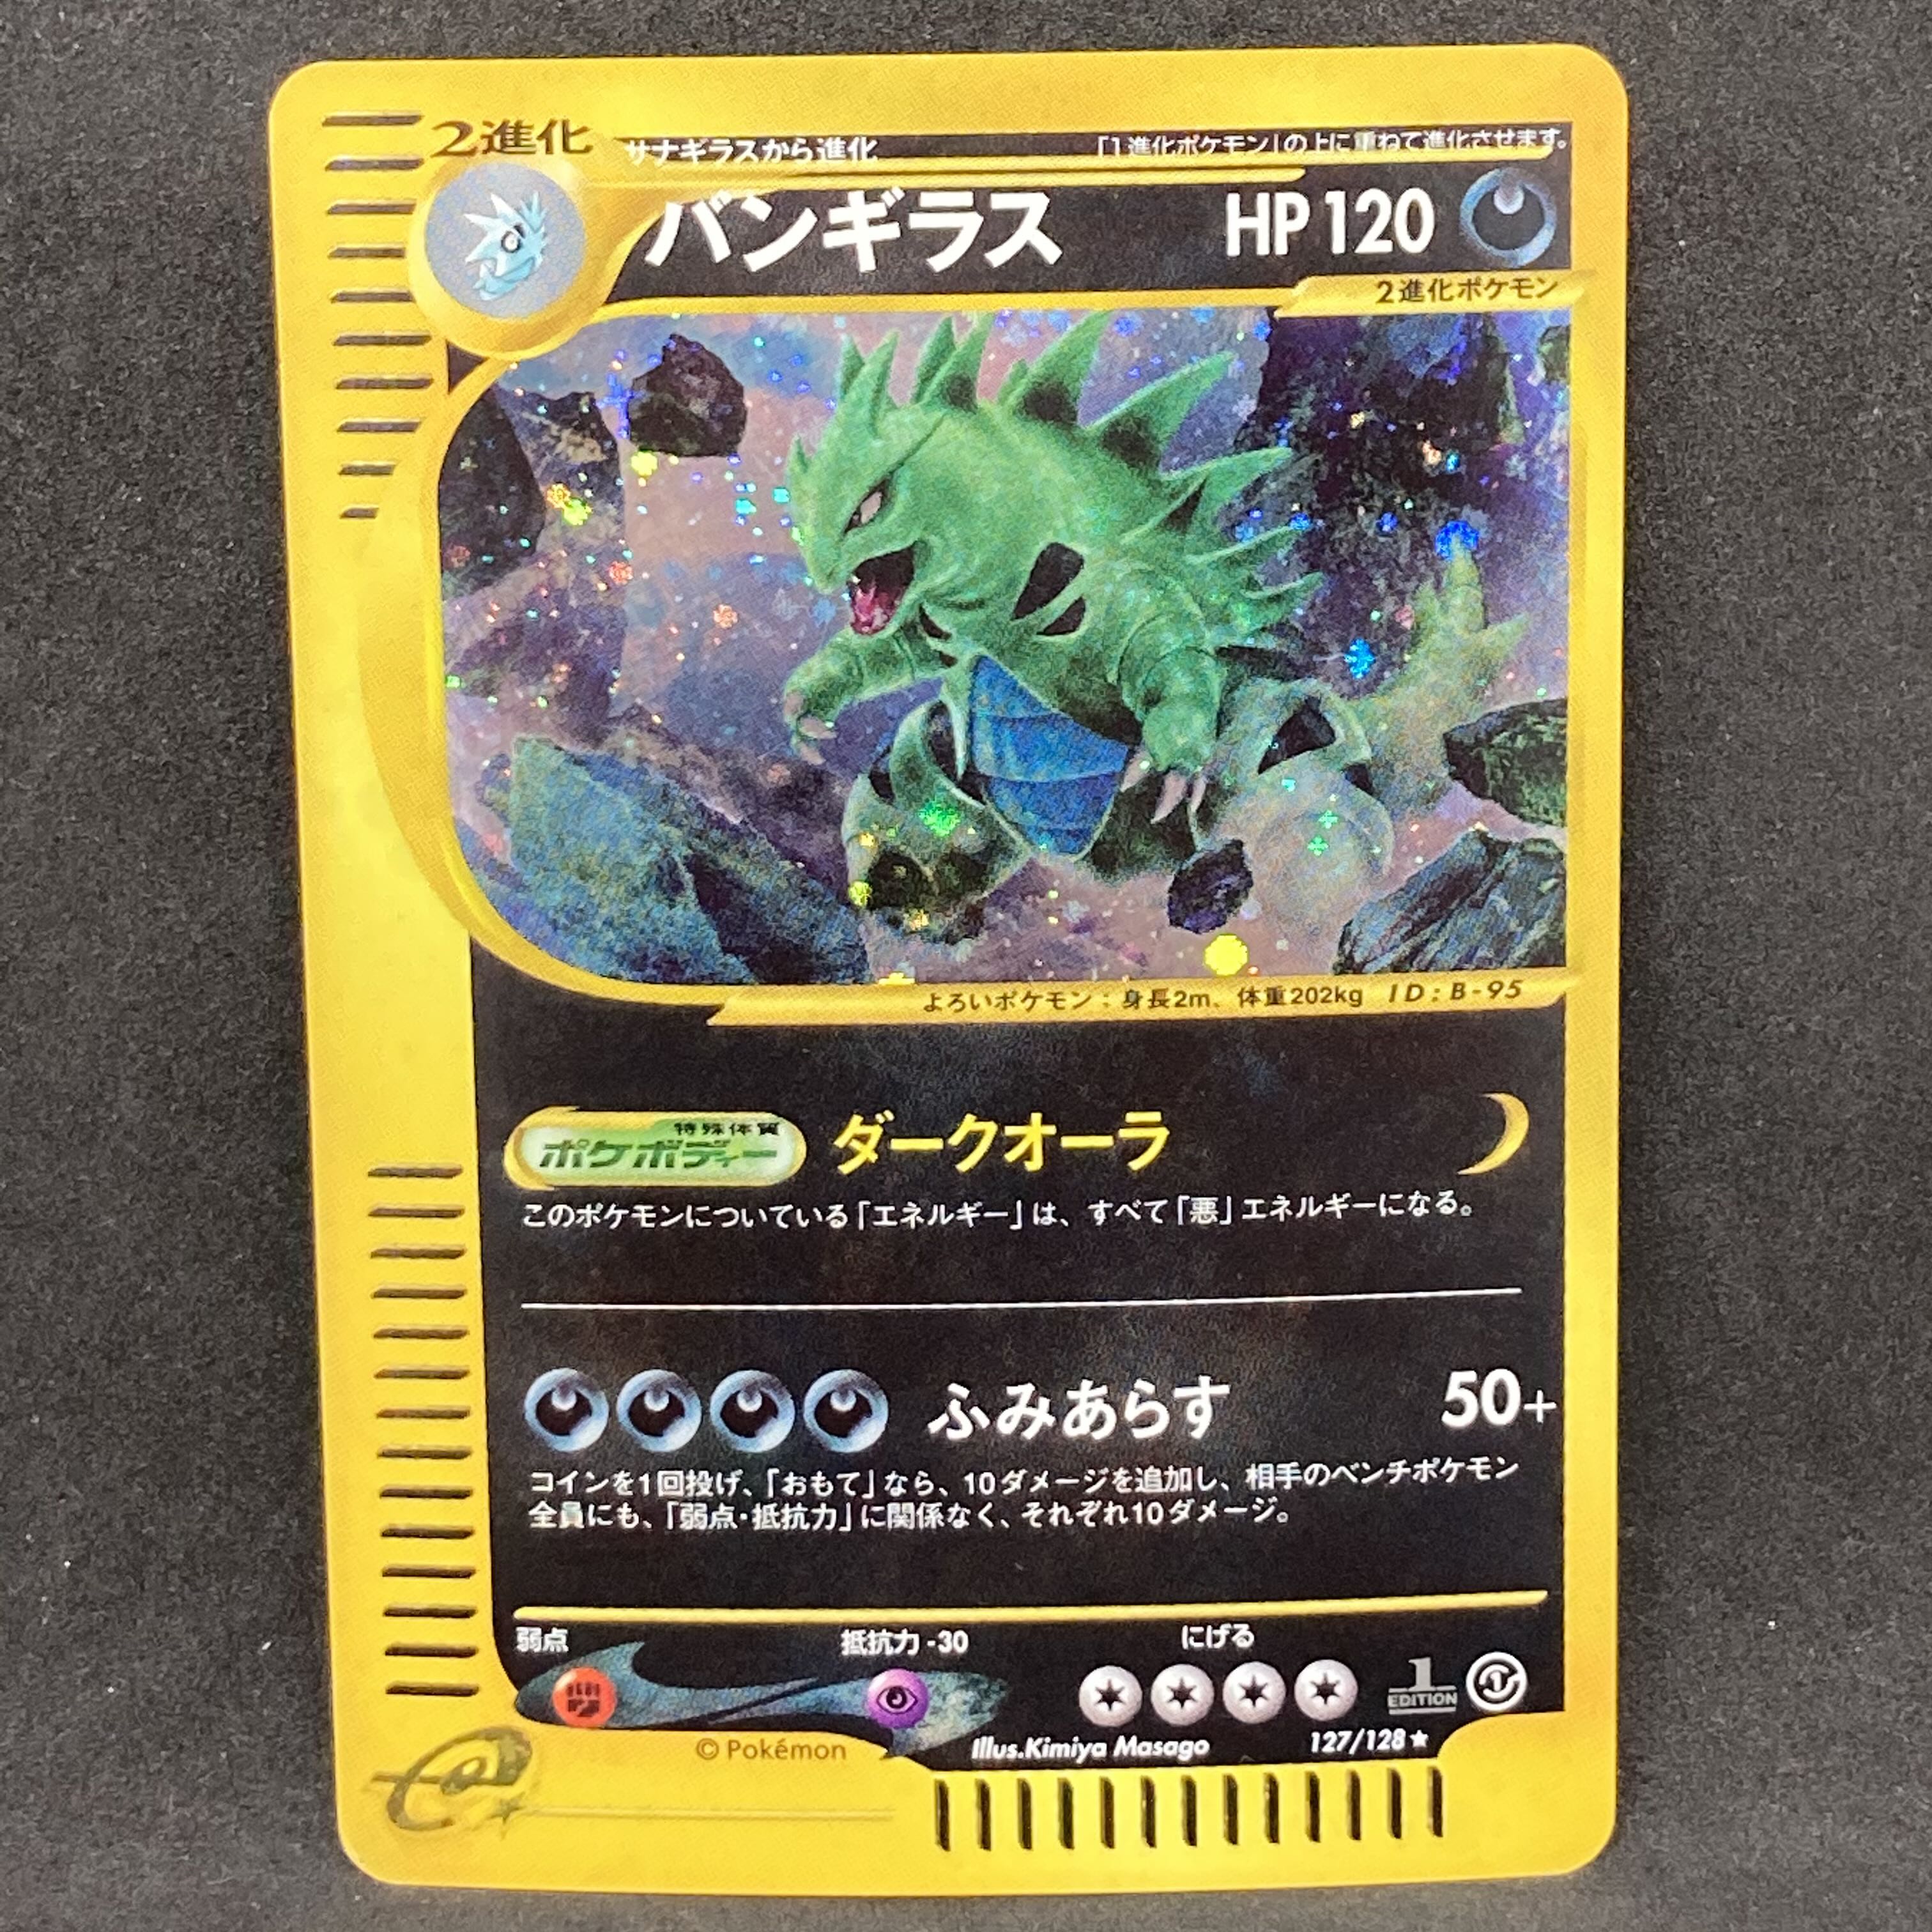 2進化
サナギラスから進化
「1進化ポケモン」の上に重ねて進化させます。
バンギラス HP120
2進化ポケモン
よろいポケモン：身長2m、体重202kg ID:B-95
特殊体質
ポケボディー ダークオーラ
このポケモンについている「エネルギー」は、すべて「悪」エネルギーになる。
ふみあらす 50+
コインを1回投げ、「おもて」なら、10ダメージを追加し、相手のベンチポケモン
全員にも、「弱点・抵抗力」に関係なく、それぞれ10ダメージ。
弱点 抵抗力 -30 にげる
1 EDITION
© Pokémon Illus.Kimiya Masago 127/128★
e